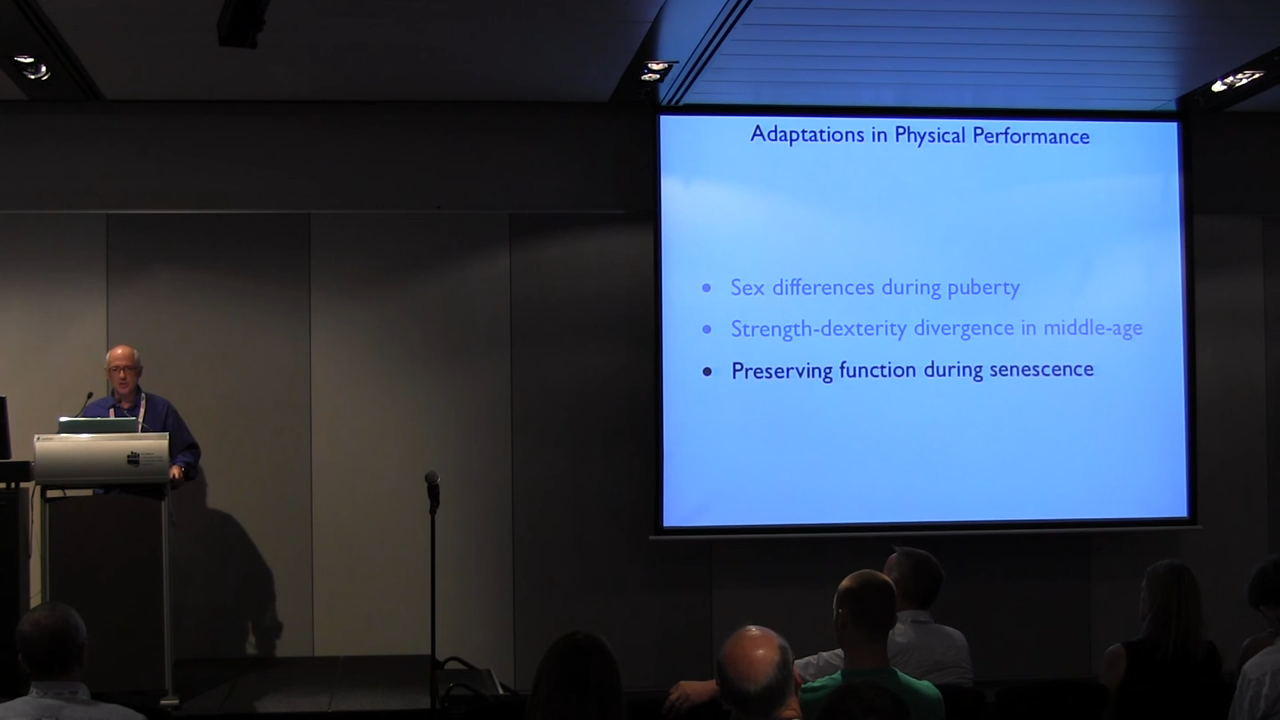 Adaptations in Physical Performance
• Sex differences during puberty
• Strength-dexterity divergence in middle-age
• Preserving function during senescence